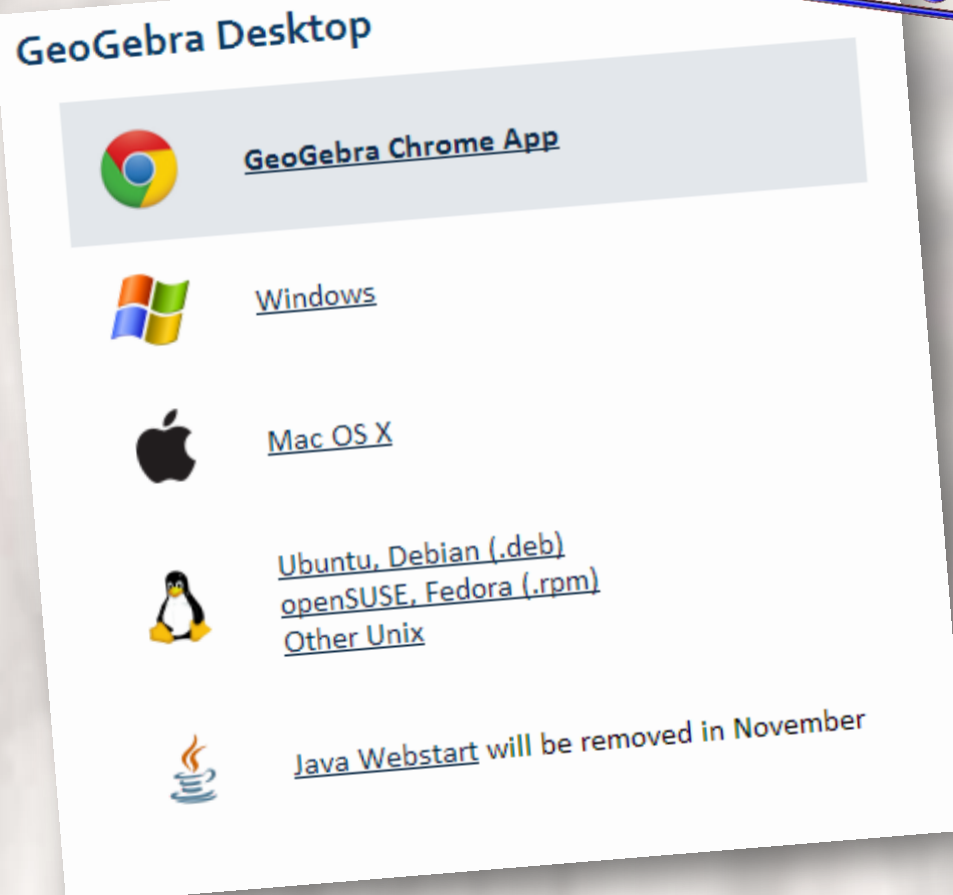 GeoGebra Desktop
GeoGebra Chrome App
Windows
Mac OS X
Ubuntu, Debian (.deb)
openSUSE, Fedora (.rpm)
Other Unix
Java Webstart will be removed in November